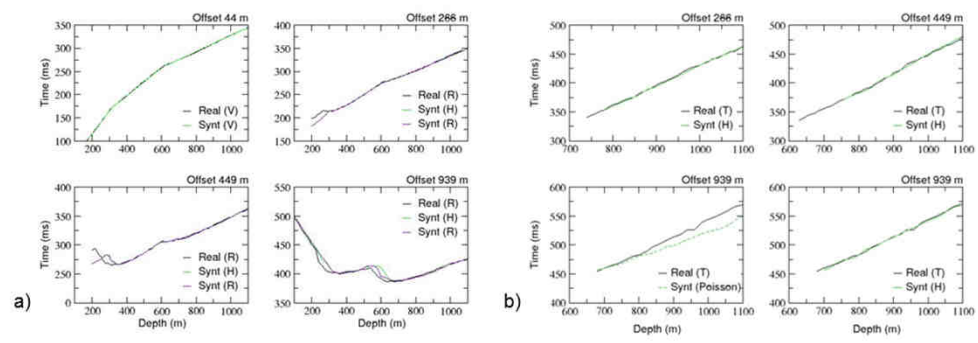 Offset 44 m
350
300
250
200
150
100
Time (ms)
200 400 600 800 1000
Real (V)
Synt (V)
Offset 266 m
400
350
300
250
200
150
200 400 600 800 1000
Real (R)
Synt (H)
Synt (R)
Offset 449 m
400
350
300
250
0
Time (ms)
200 400 600 800 1000
Depth (m)
Real (R)
Synt (H)
Synt (R)
Offset 939 m
550
500
450
400
350
200 400 600 800 1000
Depth (m)
Real (R)
Synt (H)
Synt (R)
a)
Offset 266 m
500
450
400
350
300
Time (ms)
700 800 900 1000 1100
Real (T)
Synt (H)
Offset 449 m
500
450
400
350
300
600 700 800 900 1000 1100
Real (T)
Synt (H)
Offset 939 m
600
550
500
450
400
Time (ms)
600 700 800 900 1000 1100
Depth (m)
Real (T)
Synt (Poisson)
Offset 939 m
600
550
500
450
400
600 700 800 900 1000 1100
Depth (m)
Real (T)
Synt (H)
b)